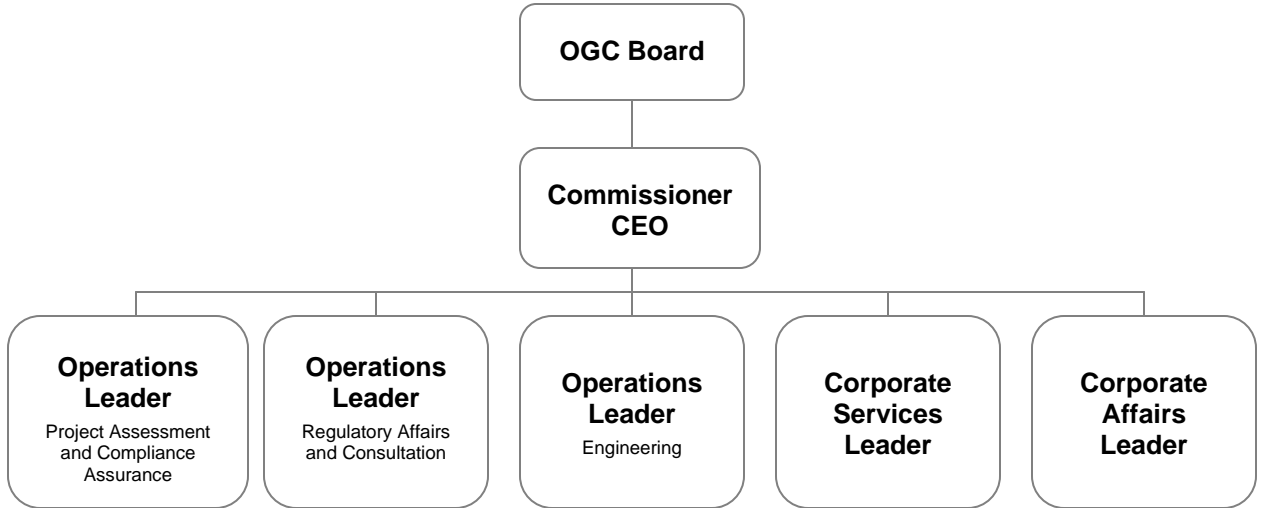 OGC Board
Commissioner
CEO
Operations
Leader
Project Assessment
and Compliance
Assurance
Operations
Leader
Regulatory Affairs
and Consultation
Operations
Leader
Engineering
Corporate
Services
Leader
Corporate
Affairs
Leader